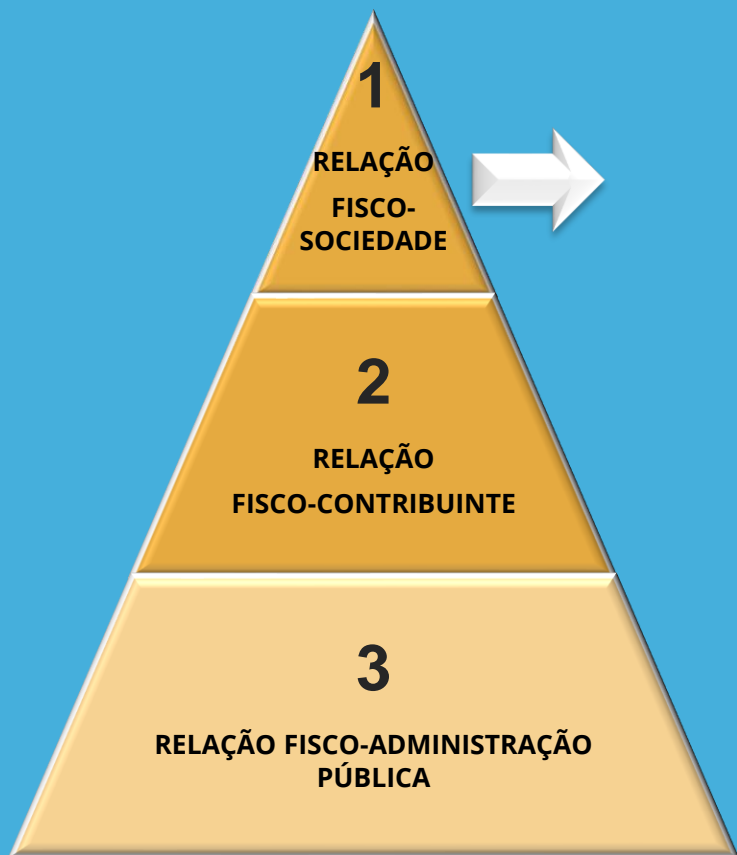 1
RELAÇÃO
FISCO-
SOCIEDADE
2
RELAÇÃO
FISCO-CONTRIBUINTE
3
RELAÇÃO FISCO-ADMINISTRAÇÃO
PÚBLICA